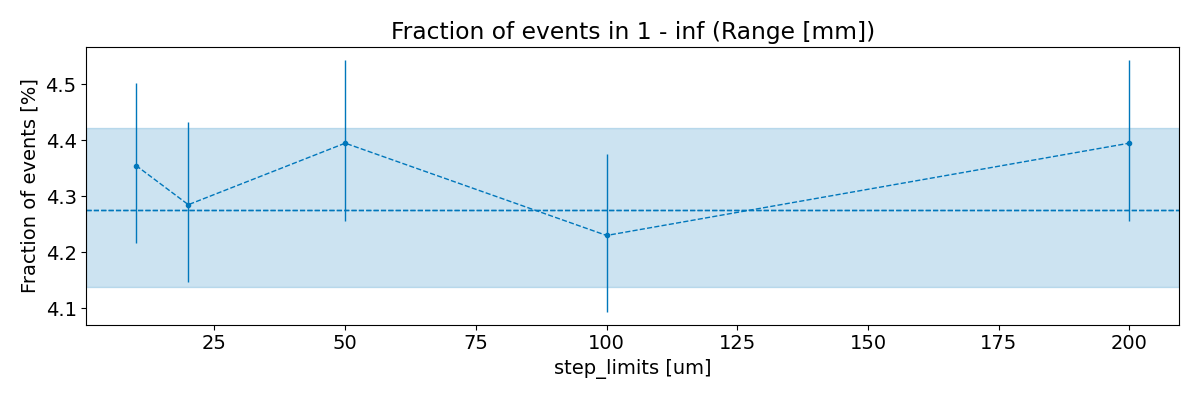 Fraction of events in 1 - inf (Range [mm])
Fraction of events [%]
4.5
4.4
4.3
4.2
4.1
25 50 75 100 125 150 175 200
step_limits [um]